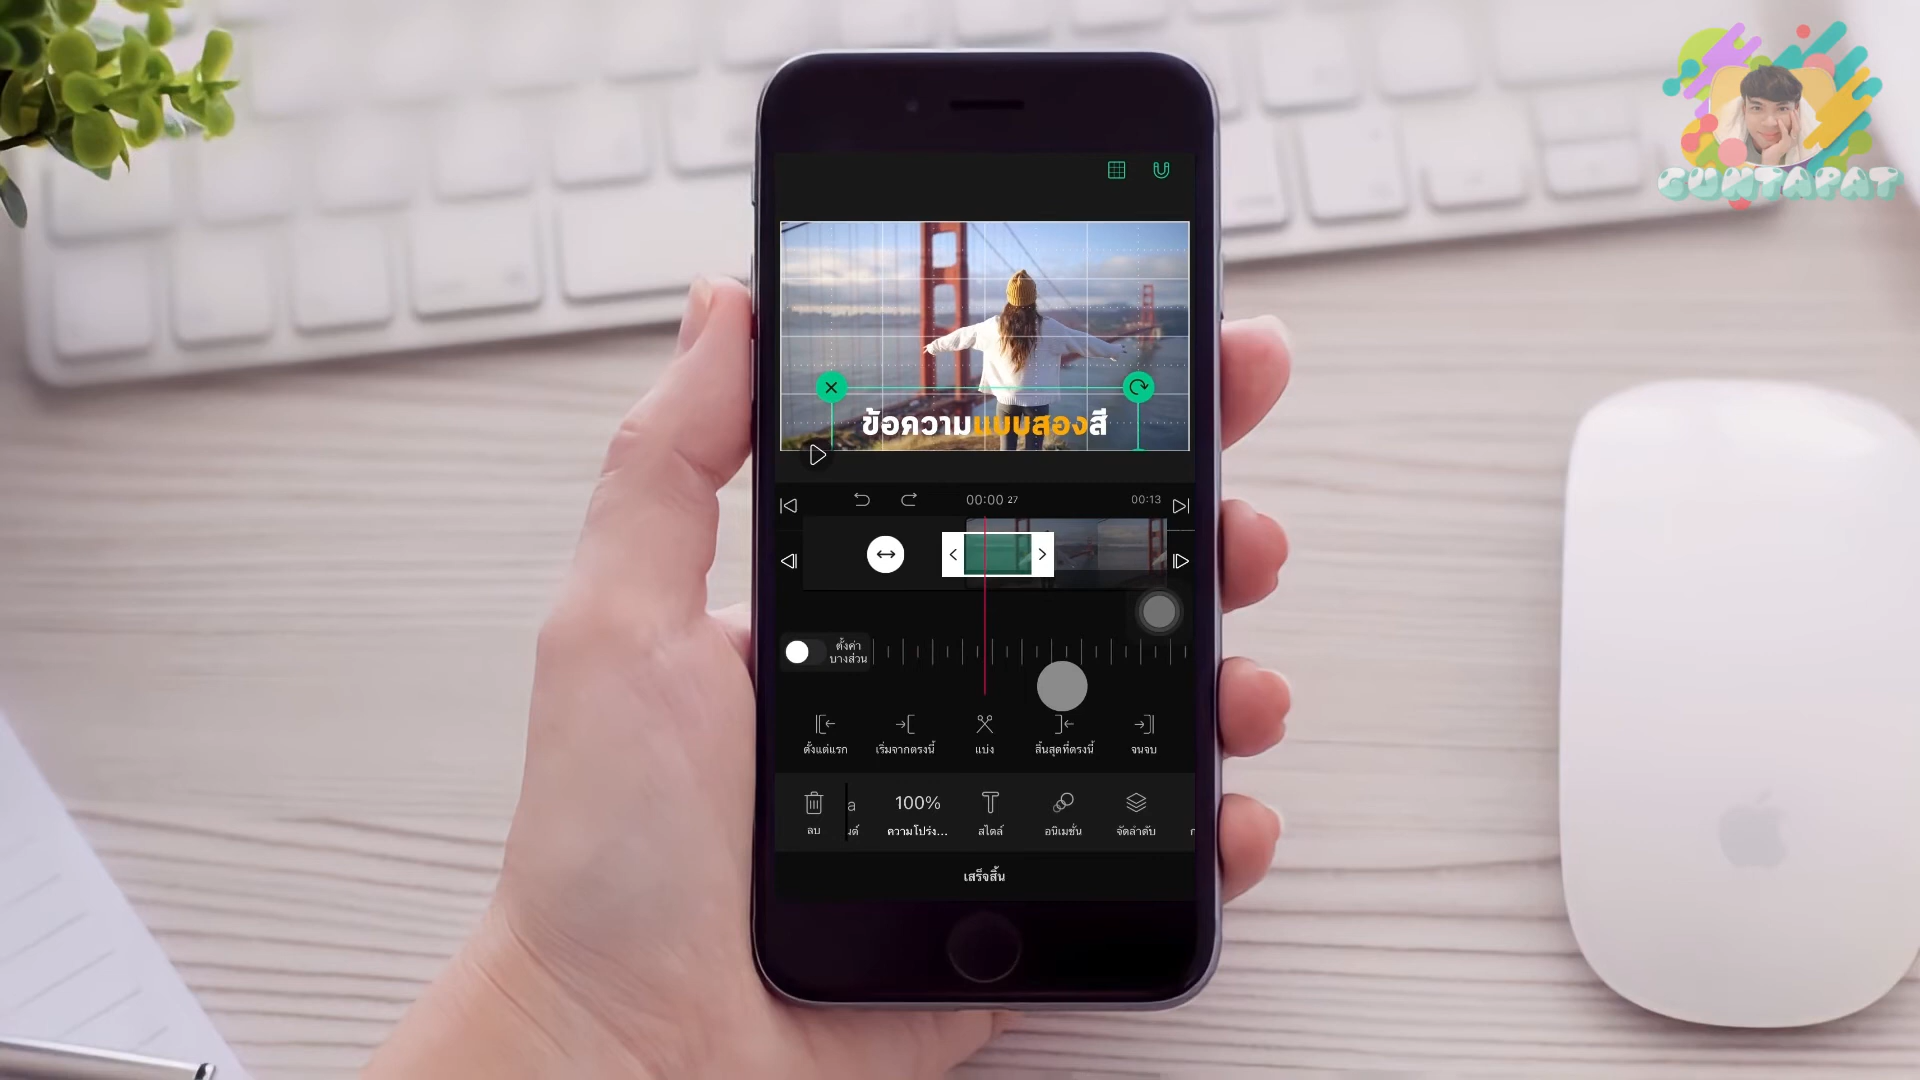 GUNTAPAT
ข้อความแบบสองสี
00:00 27
00:13
ตั้งค่า
บางส่วน
ตั้งแต่แรก
เริ่มจากตรงนี้
แบ่ง
สิ้นสุดที่ตรงนี้
จนจบ
a
100%
ลบ
ความโปร่ง...
สไตล์
อนิเมชั่น
จัดลำดับ
เสร็จสิ้น